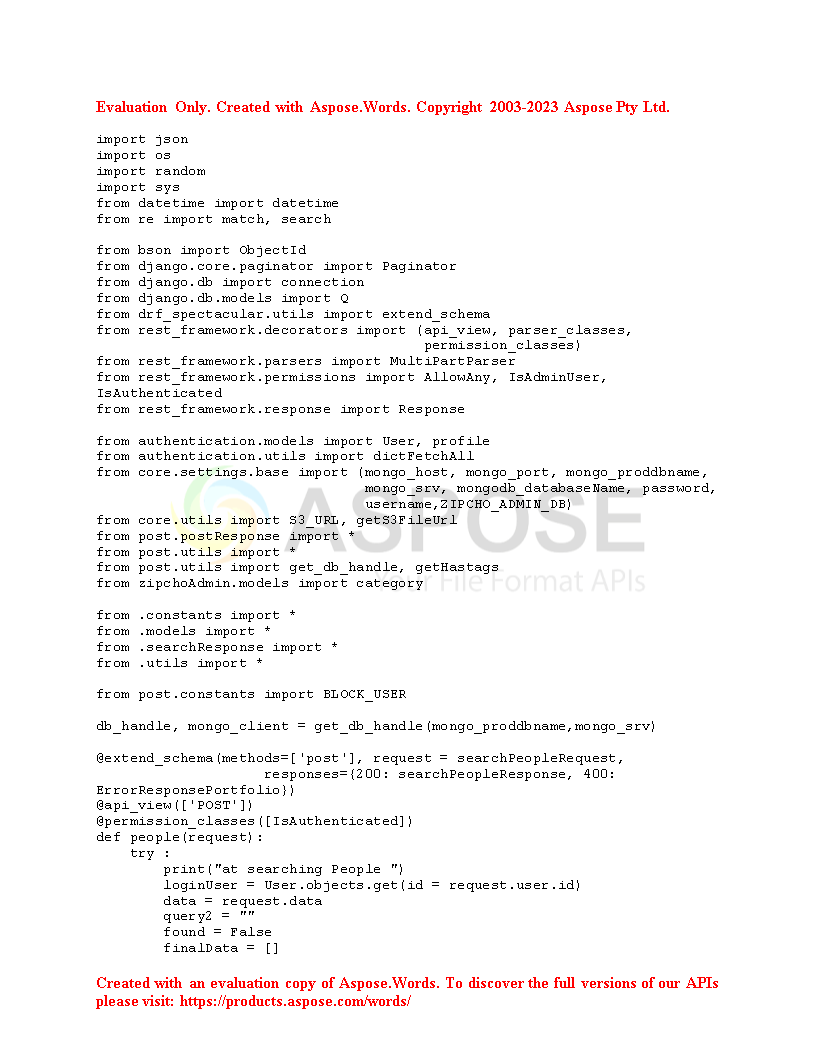 Evaluation Only. Created with Aspose.Words. Copyright 2003-2023 Aspose Pty Ltd.
import json
import os
import random
import sys
from datetime import datetime
from re import match, search
from bson import ObjectId
from django.core.paginator import Paginator
from django.db import connection
from django.db.models import Q
from drf_spectacular.utils import extend_schema
from rest_framework.decorators import (api_view, parser_classes,
                                       permission_classes)
from rest_framework.parsers import MultiPartParser
from rest_framework.permissions import AllowAny, IsAdminUser,
IsAuthenticated
from rest_framework.response import Response
from authentication.models import User, profile
from authentication.utils import dictFetchAll
from core.settings.base import (mongo_host, mongo_port, mongo_proddbname,
                                mongo_srv, mongodb_databaseName, password,
                                username,ZIPCHO_ADMIN_DB)
from core.utils import S3_URL, getS3FileUrl
from post.postResponse import *
from post.utils import *
from post.utils import get_db_handle, getHastags
from zipchoAdmin.models import category
ASPOSE
Your File Format APIs
from .constants import *
from .models import *
from .searchResponse import *
from .utils import *
from post.constants import BLOCK_USER
db_handle, mongo_client = get_db_handle(mongo_proddbname,mongo_srv)
@extend_schema(methods=['post'], request = searchPeopleRequest,
                    responses={200: searchPeopleResponse, 400:
ErrorResponsePortfolio})
@api_view(['POST'])
@permission_classes([IsAuthenticated])
def people(request):
    try :
        print("at searching People ")
        loginUser = User.objects.get(id = request.user.id)
        data = request.data
        query2 = ""
        found = False
        finalData = []
Created with an evaluation copy of Aspose.Words. To discover the full versions of our APIs
please visit: https://products.aspose.com/words/